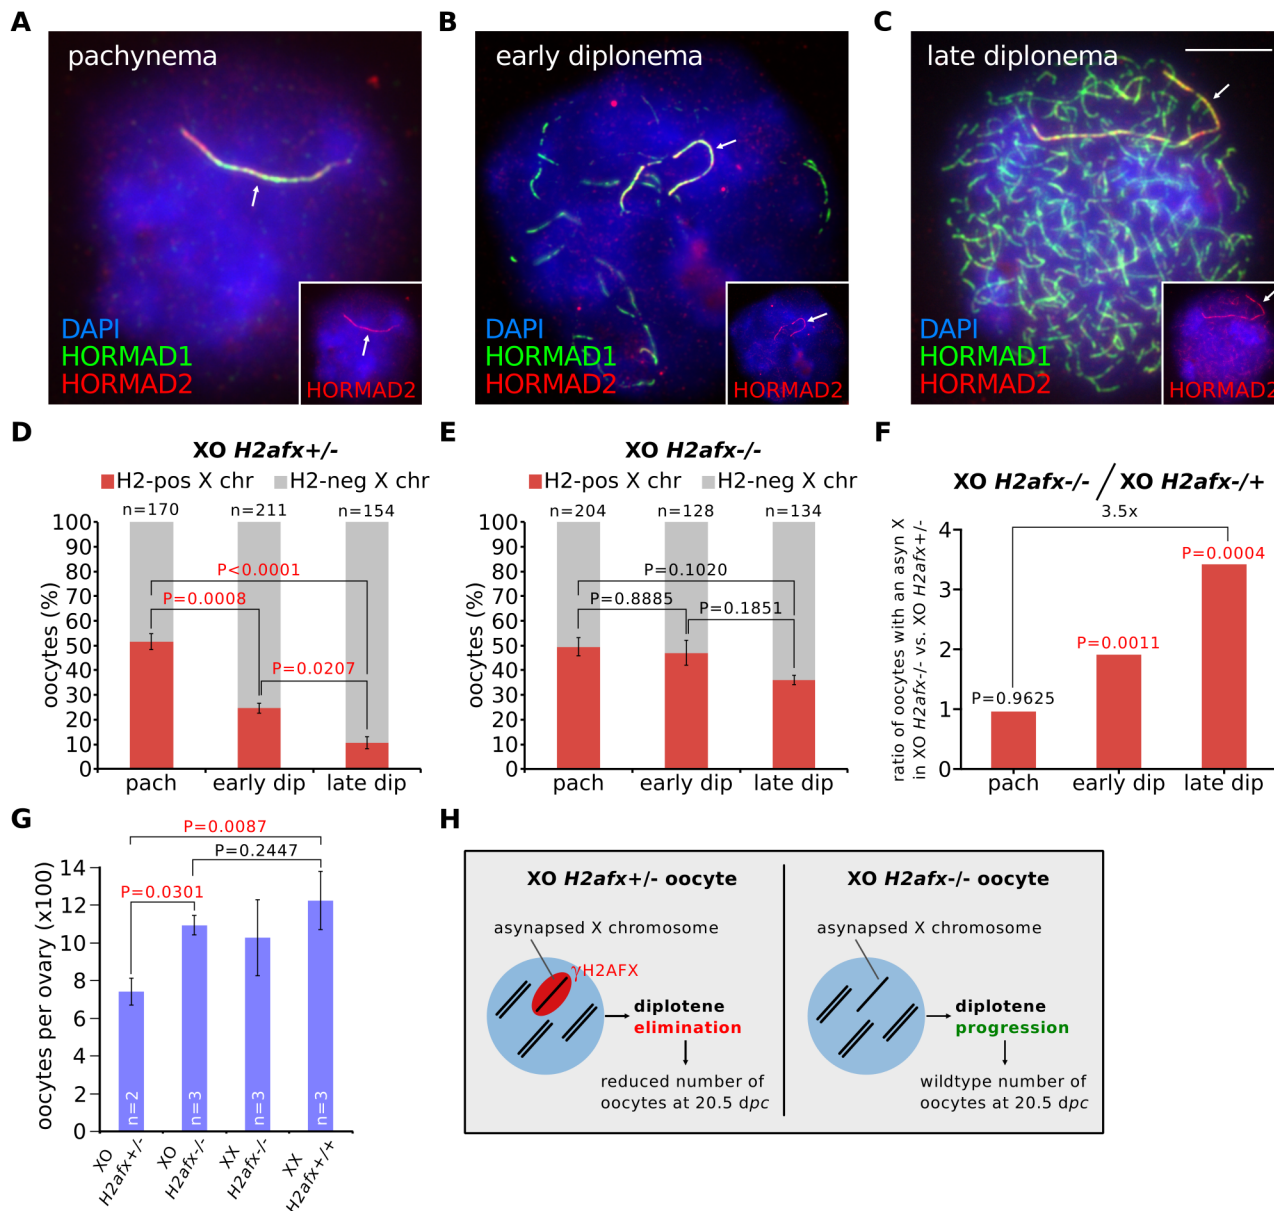 A
pachynema
DAPI
HORMAD1
HORMAD2
HORMAD2
B
early diplonema
DAPI
HORMAD1
HORMAD2
HORMAD2
C
late diplonema
DAPI
HORMAD1
HORMAD2
HORMAD2
D
XO H2afx+/-
H2-pos X chr
H2-neg X chr
n=170
n=211
n=154
oocytes (%)
100
90
80
70
60
50
40
30
20
10
0
P<0.0001
P=0.0008
P=0.0207
pach
early dip
late dip
E
XO H2afx-/-
H2-pos X chr
H2-neg X chr
n=204
n=128
n=134
oocytes (%)
100
90
80
70
60
50
40
30
20
10
0
P=0.1020
P=0.8885
P=0.1851
pach
early dip
late dip
F
XO H2afx-/- / XO H2afx-/+
ratio of oocytes with an asyn X
in XO H2afx-/- vs. XO H2afx+/-
4
3
2
1
0
3.5x
P=0.0004
P=0.0011
P=0.9625
pach
early dip
late dip
G
oocytes per ovary (x100)
14
12
10
8
6
4
2
0
P=0.0087
P=0.2447
P=0.0301
n=2
n=3
n=3
n=3
XO
H2afx+/-
XO
H2afx-/-
XX
H2afx-/-
XX
H2afx+/+
H
XO H2afx+/- oocyte
asynapsed X chromosome
γH2AFX
diplotene
elimination
reduced number of
oocytes at 20.5 dpc
XO H2afx-/- oocyte
asynapsed X chromosome
diplotene
progression
wildtype number of
oocytes at 20.5 dpc